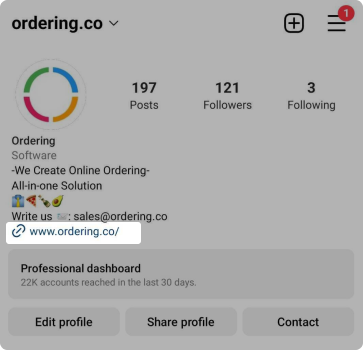 ordering.co
1
197 121 3
Posts Followers Following
Ordering
Software
-We Create Online Ordering-
All-in-one Solution
Write us 📨: sales@ordering.co
www.ordering.co/
Professional dashboard
22K accounts reached in the last 30 days.
Edit profile Share profile Contact